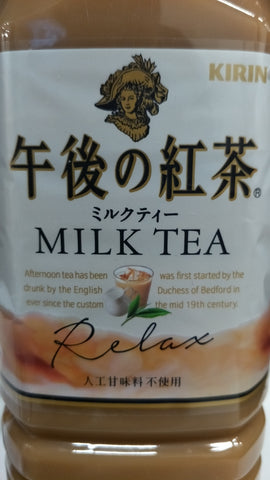 KIRIN
午後の紅茶®
ミルクティー
MILK TEA
Afternoon tea has been
drunk by the English
ever since the custom
was first started by the
Duchess of Bedford in
the mid 19th century.
Relax
人工甘味料 不使用